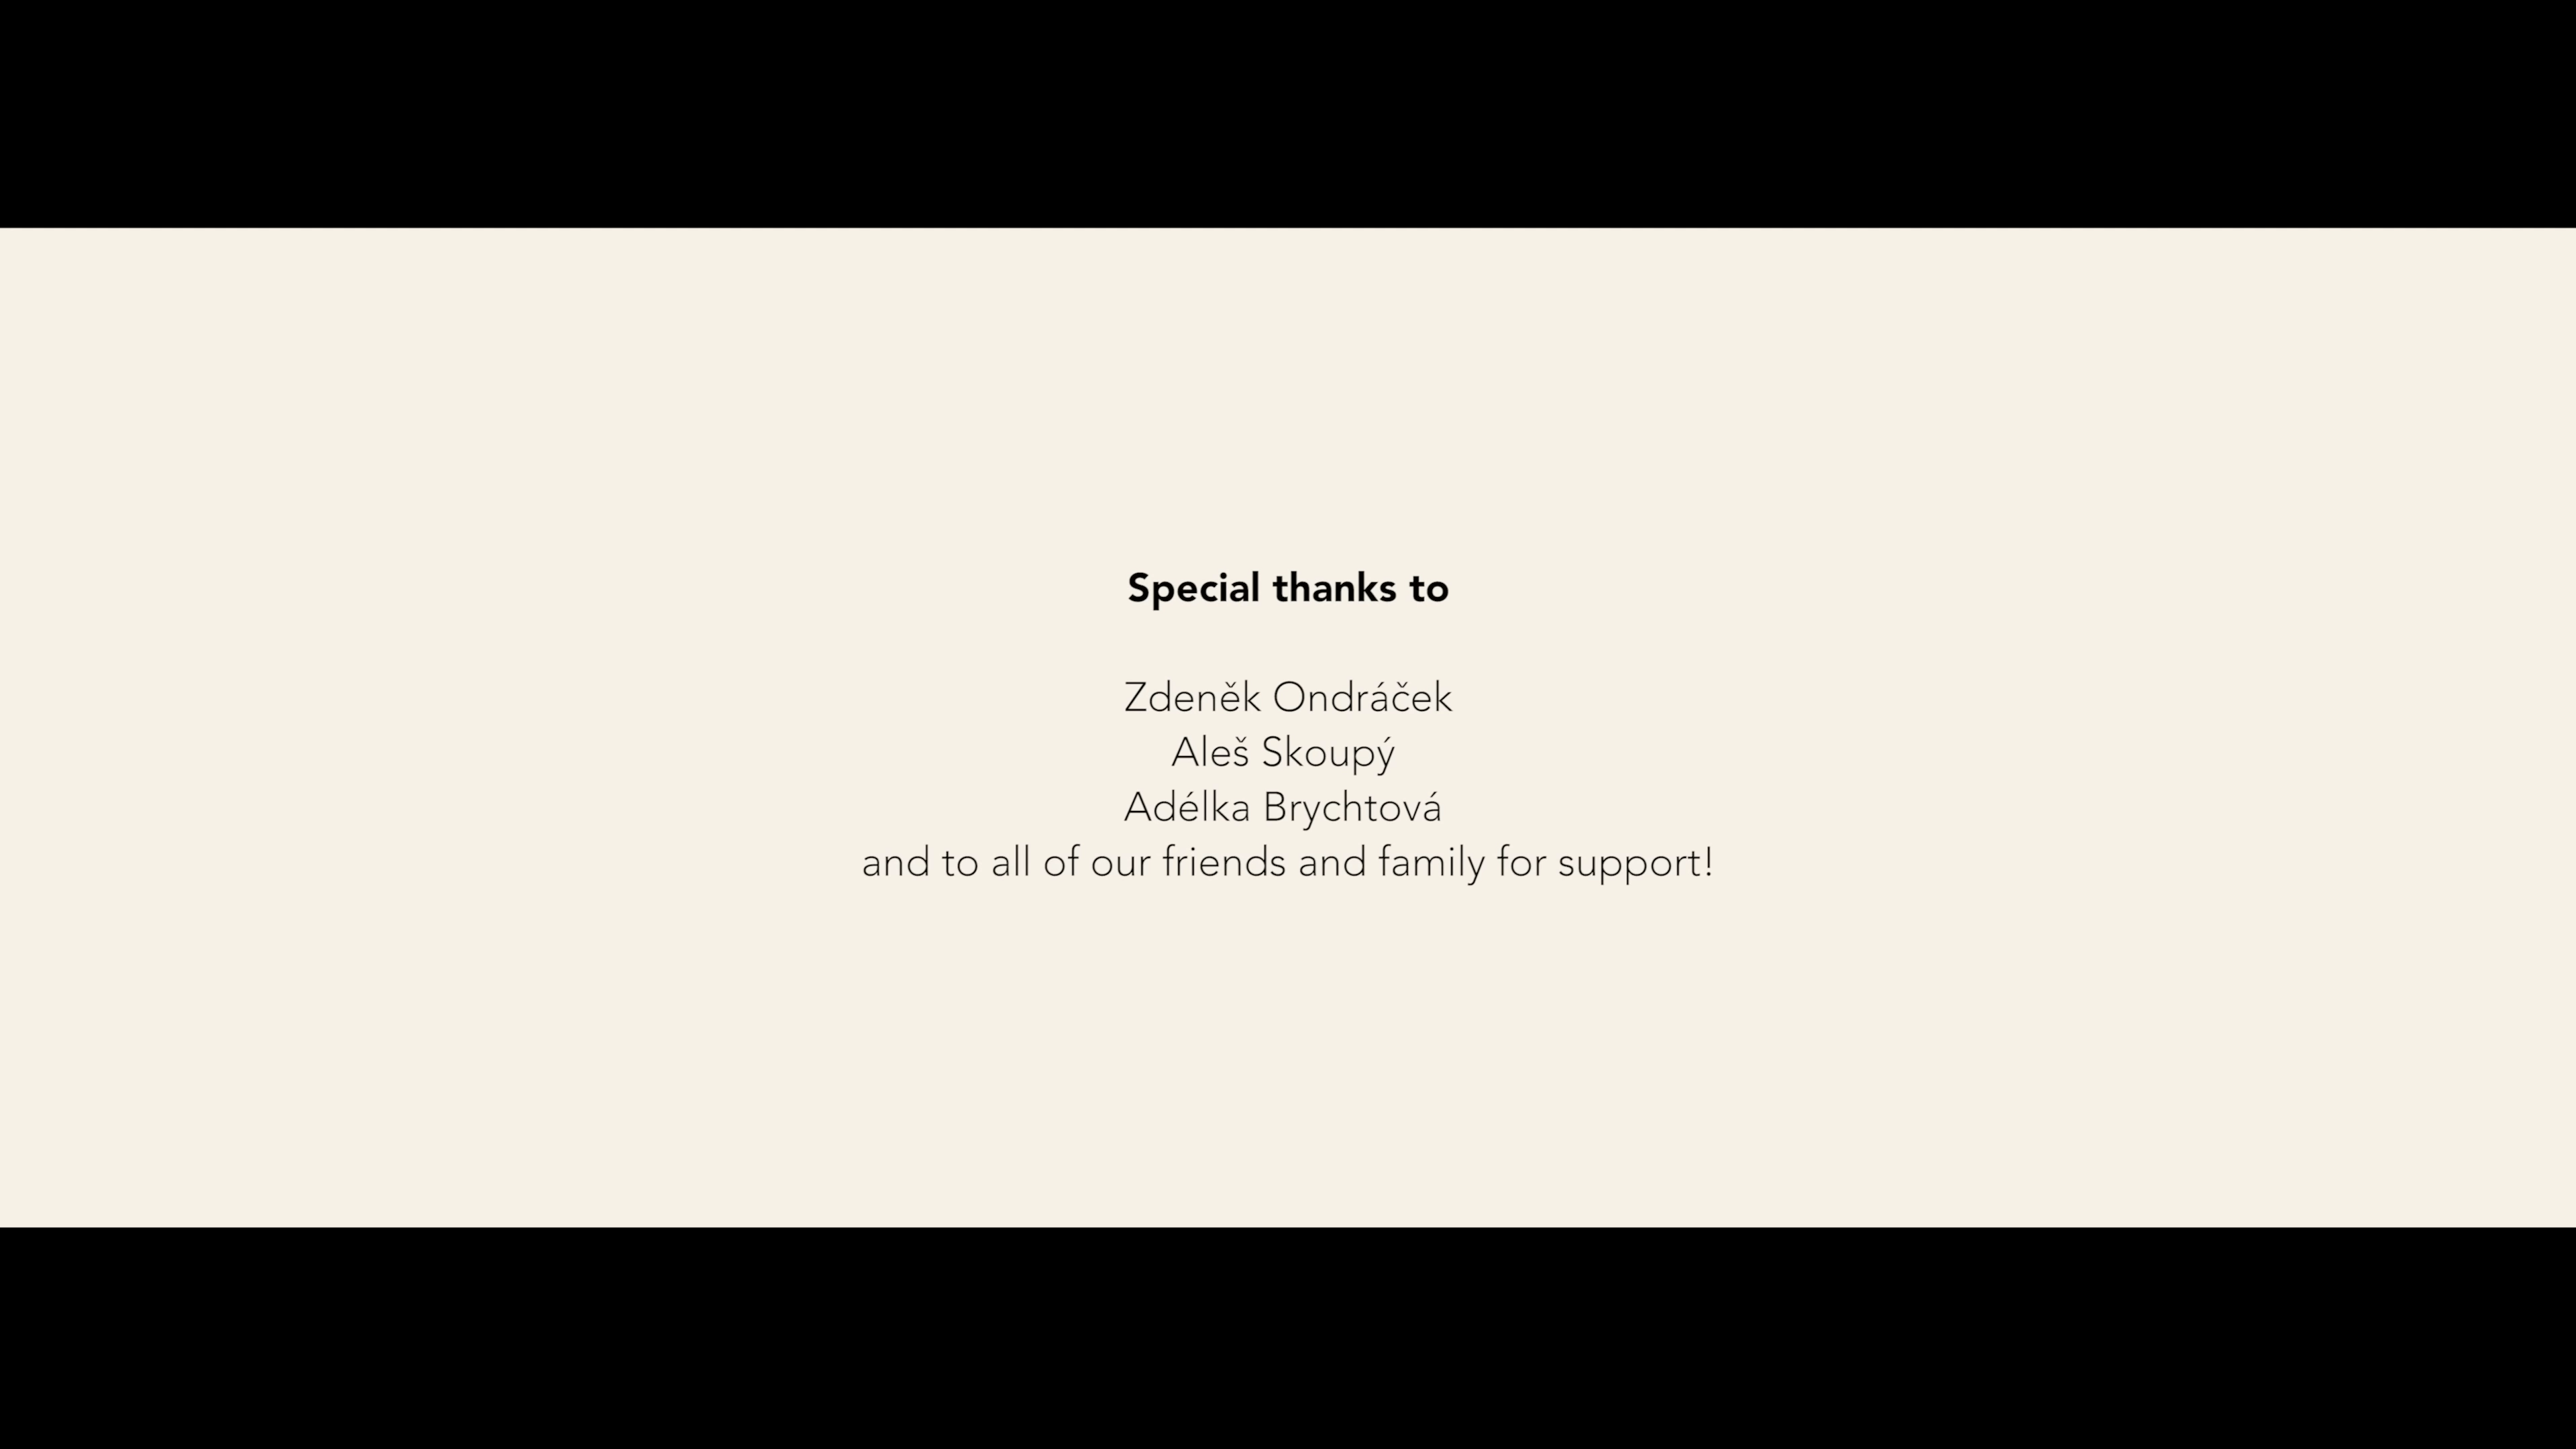 Special thanks to
Zdeněk Ondráček
Aleš Skoupý
Adélka Brychtová
and to all of our friends and family for support!